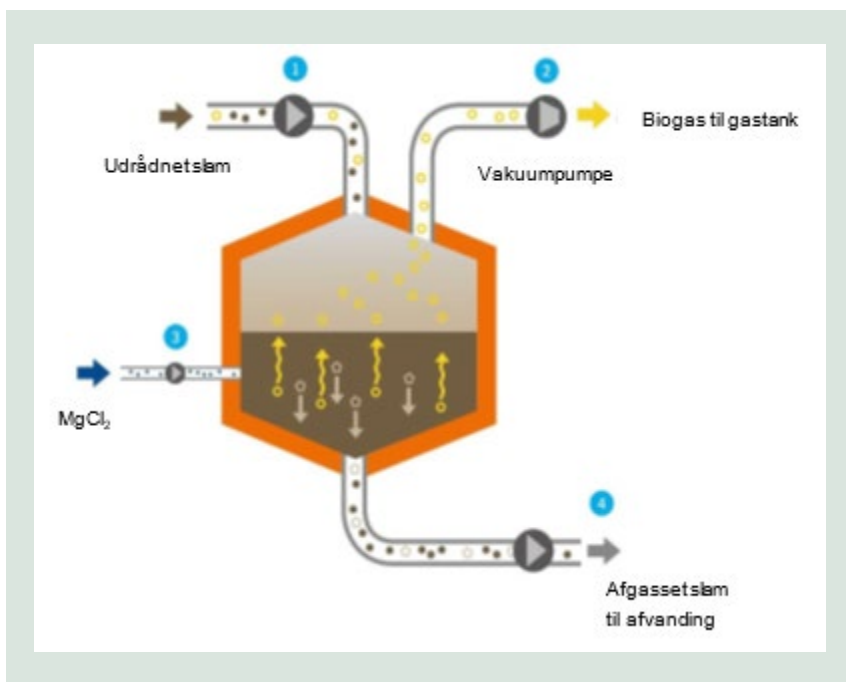 1
2
Biogas til gastank
Udrådnet slam
Vakuumpumpe
3
MgCl₂
4
Afgasset slam
til afvanding